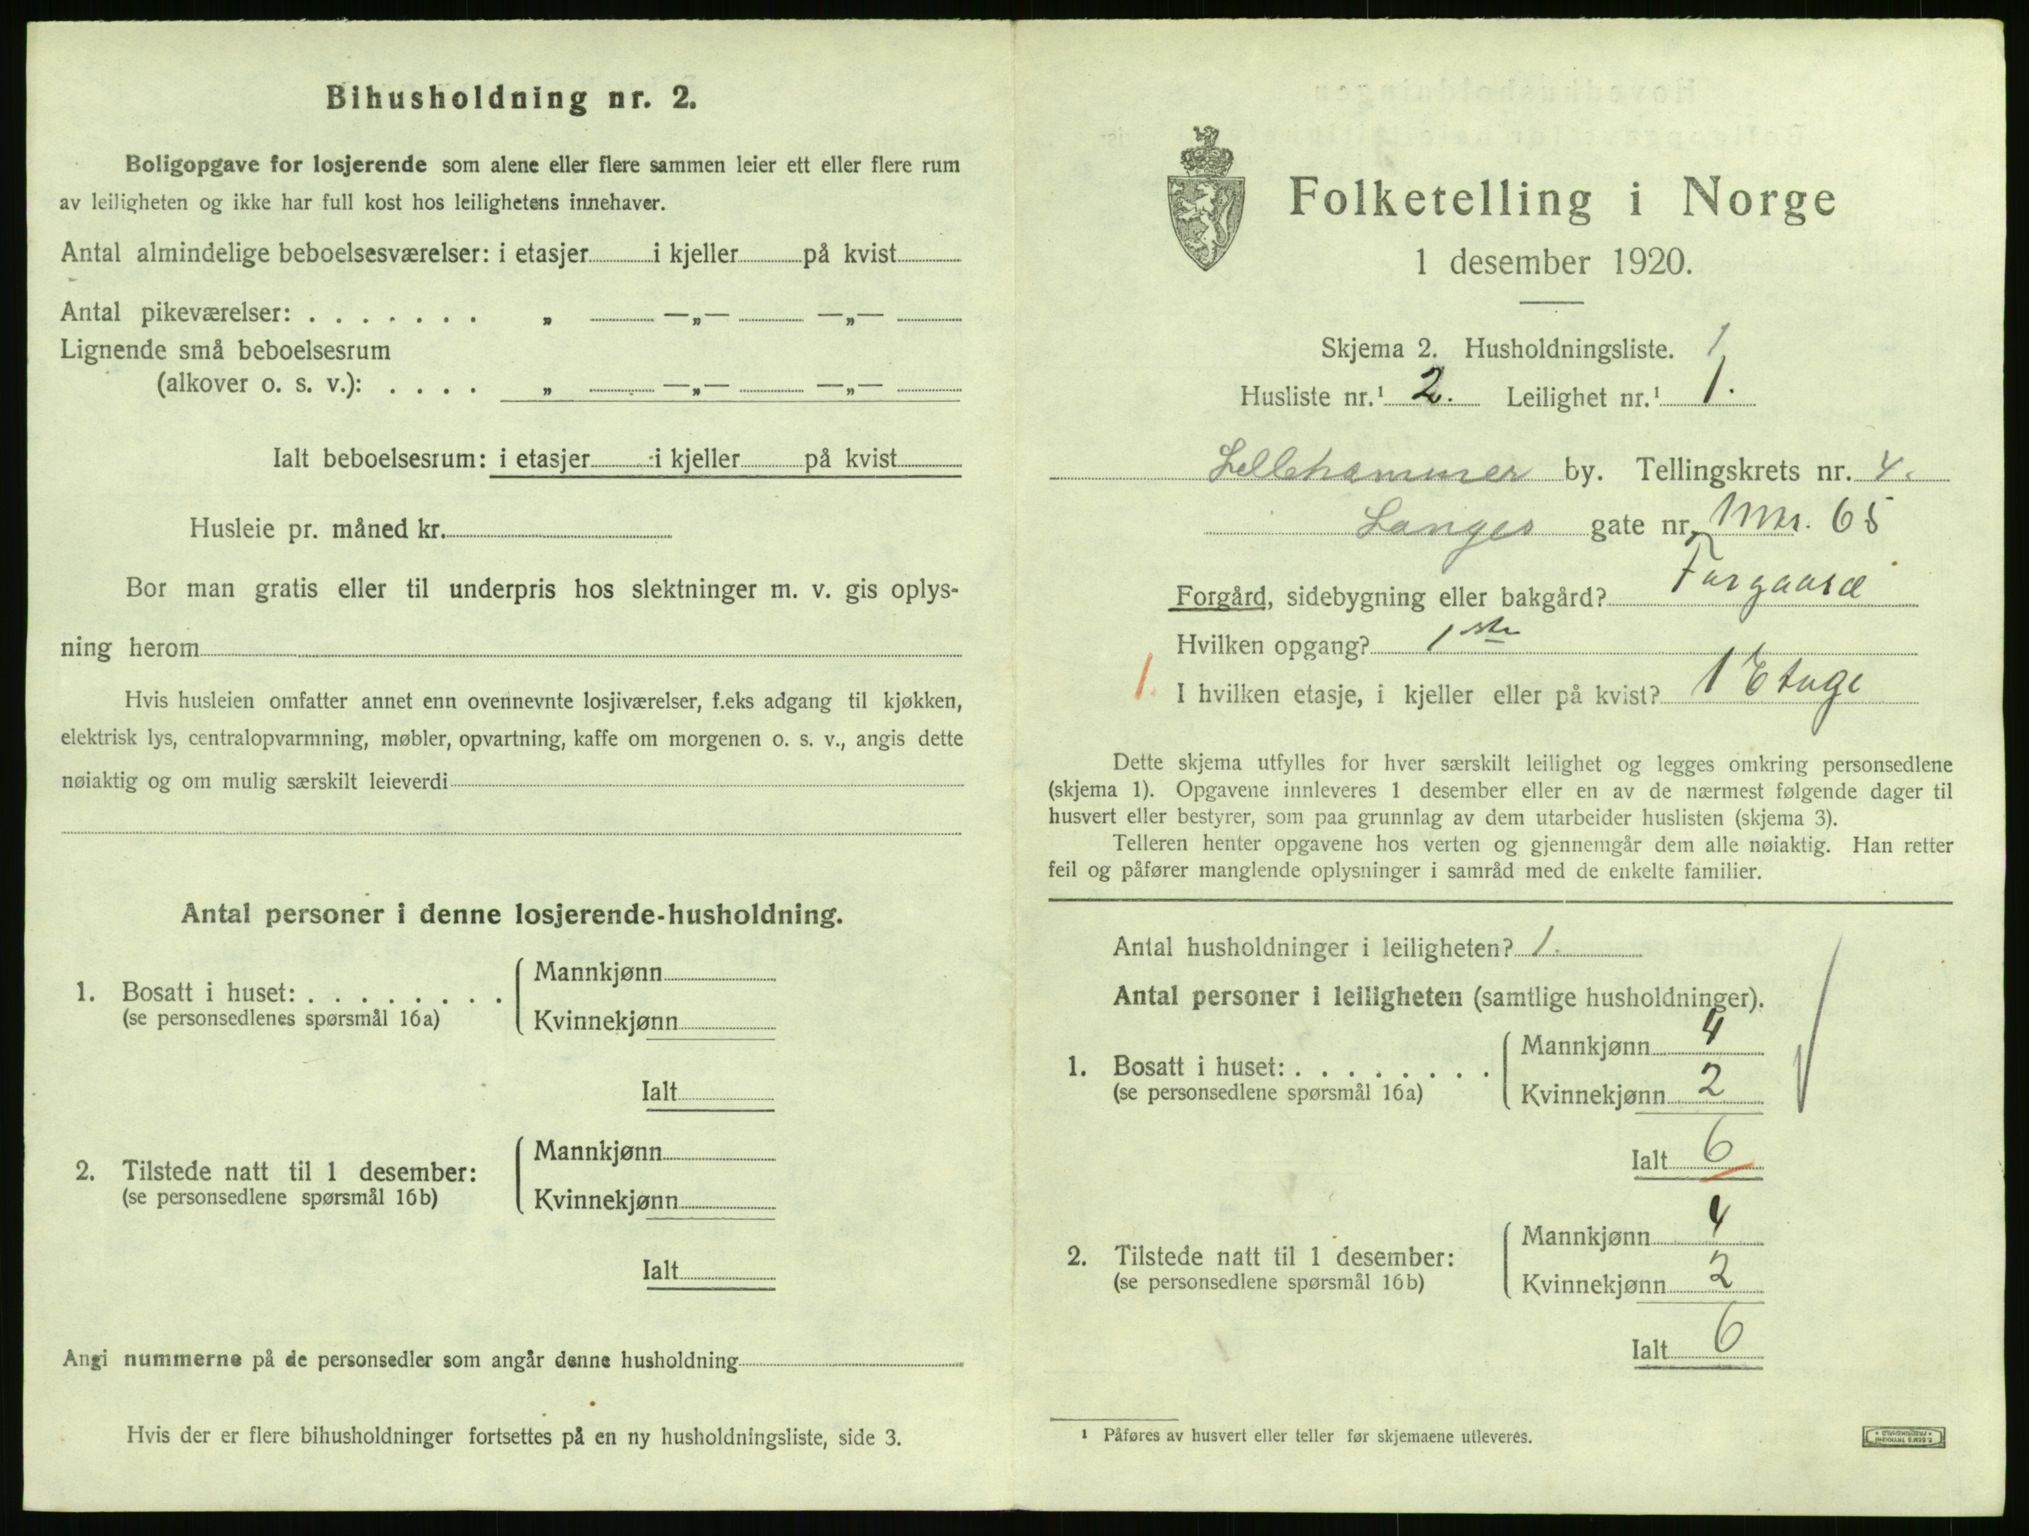 Bihusholdning nr. 2.
Boligopgave for losjerende som alene eller flere sammen leier ett eller flere rum
av leiligheten og ikke har full kost hos leilighetens innehaver.
Antal almindelige beboelsesværelser: i etasjer i kjeller på kvist
Antal pikeværelser: . . . . . . . „ —„— —„—
Lignende små beboelsesrum
(alkover o. s. v.): . . . . „ —„— —„—
Ialt beboelsesrum: i etasjer i kjeller på kvist
Husleie pr. måned kr.
Bor man gratis eller til underpris hos slektninger m. v. gis oplys-
ning herom
Hvis husleien omfatter annet enn ovennevnte losjiværelser, f.eks adgang til kjøkken,
elektrisk lys, centralopvarmning, møbler, opvartning, kaffe om morgenen o. s. v., angis dette
nøiaktig og om mulig særskilt leieverdi
Antal personer i denne losjerende-husholdning.
1. Bosatt i huset: . . . . . . . .
(se personsedlenes spørsmål 16a)
Mannkjønn
Kvinnekjønn
Ialt
2. Tilstede natt til 1 desember:
(se personsedlene spørsmål 16b)
Mannkjønn
Kvinnekjønn
Ialt
Angi nummerne på de personsedler som angår denne husholdning
Hvis der er flere bihusholdninger fortsettes på en ny husholdningsliste, side 3.
Folketelling i Norge
1 desember 1920.
Skjema 2. Husholdningsliste. 1
Husliste nr.¹ 2. Leilighet nr.¹ 1.
Lillehammer by. Tellingskrets nr. 4.
Langes gate nr. Mnr. 65
Forgård, sidebygning eller bakgård? Forgaard
Hvilken opgang? 1ste
1. I hvilken etasje, i kjeller eller på kvist? 1 Etage
Dette skjema utfylles for hver særskilt leilighet og legges omkring personsedlene
(skjema 1). Opgavene innleveres 1 desember eller en av de nærmest følgende dager til
husvert eller bestyrer, som paa grunnlag av dem utarbeider huslisten (skjema 3).
Telleren henter opgavene hos verten og gjennemgår dem alle nøiaktig. Han retter
feil og påfører manglende oplysninger i samråd med de enkelte familier.
Antal husholdninger i leiligheten? 1.
Antal personer i leiligheten (samtlige husholdninger).
1. Bosatt i huset: . . . . . . . .
(se personsedlene spørsmål 16a)
Mannkjønn 4
Kvinnekjønn 2
Ialt 6
2. Tilstede natt til 1 desember:
(se personsedlene spørsmål 16b)
Mannkjønn 4
Kvinnekjønn 2
Ialt 6
¹ Påføres av husvert eller teller før skjemaene utleveres.